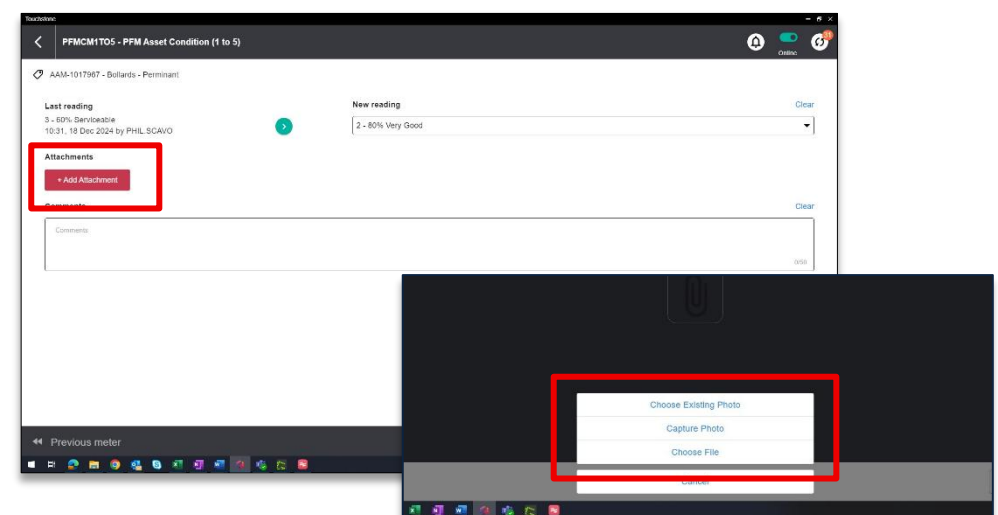 Touchstone
PFMCM1TO5 - PFM Asset Condition (1 to 5)
Online
31
AAM-1017967 - Bollards - Perminant
Last reading
3 - 60% Serviceable
10:31, 18 Dec 2024 by PHIL.SCAVO
New reading
Clear
2 - 80% Very Good
Attachments
+ Add Attachment
Comments
Clear
Comments
Previous meter
Choose Existing Photo
Capture Photo
Choose File
Cancel